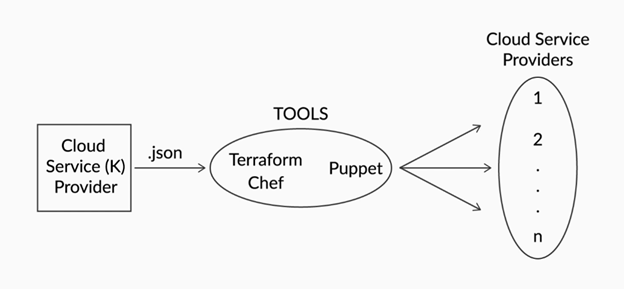 Cloud Service
Providers
TOOLS
Cloud
Service (K)
Provider
.json
Terraform
Chef
Puppet
1
2
.
.
.
n